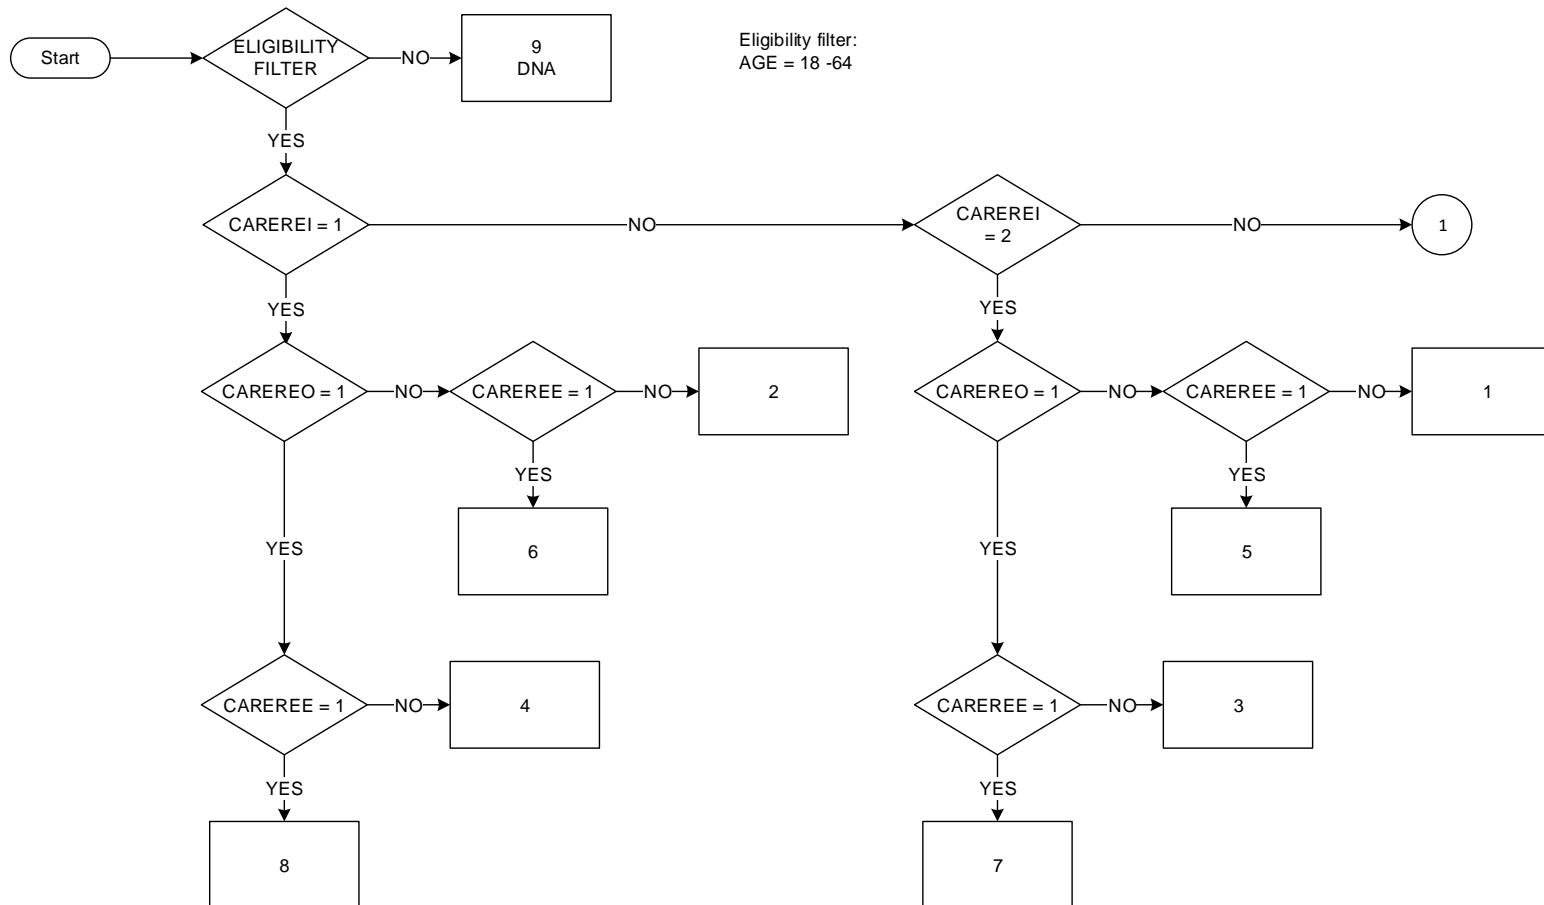 Start
ELIGIBILITY
FILTER
NO
9
DNA
Eligibility filter:
AGE = 18 -64
YES
CAREREI = 1
NO
CAREREI
= 2
NO
1
YES
YES
CAREREO = 1
NO
CAREREE = 1
NO
2
CAREREO = 1
NO
CAREREE = 1
NO
1
YES
YES
6
5
YES
YES
CAREREE = 1
NO
4
CAREREE = 1
NO
3
YES
YES
8
7